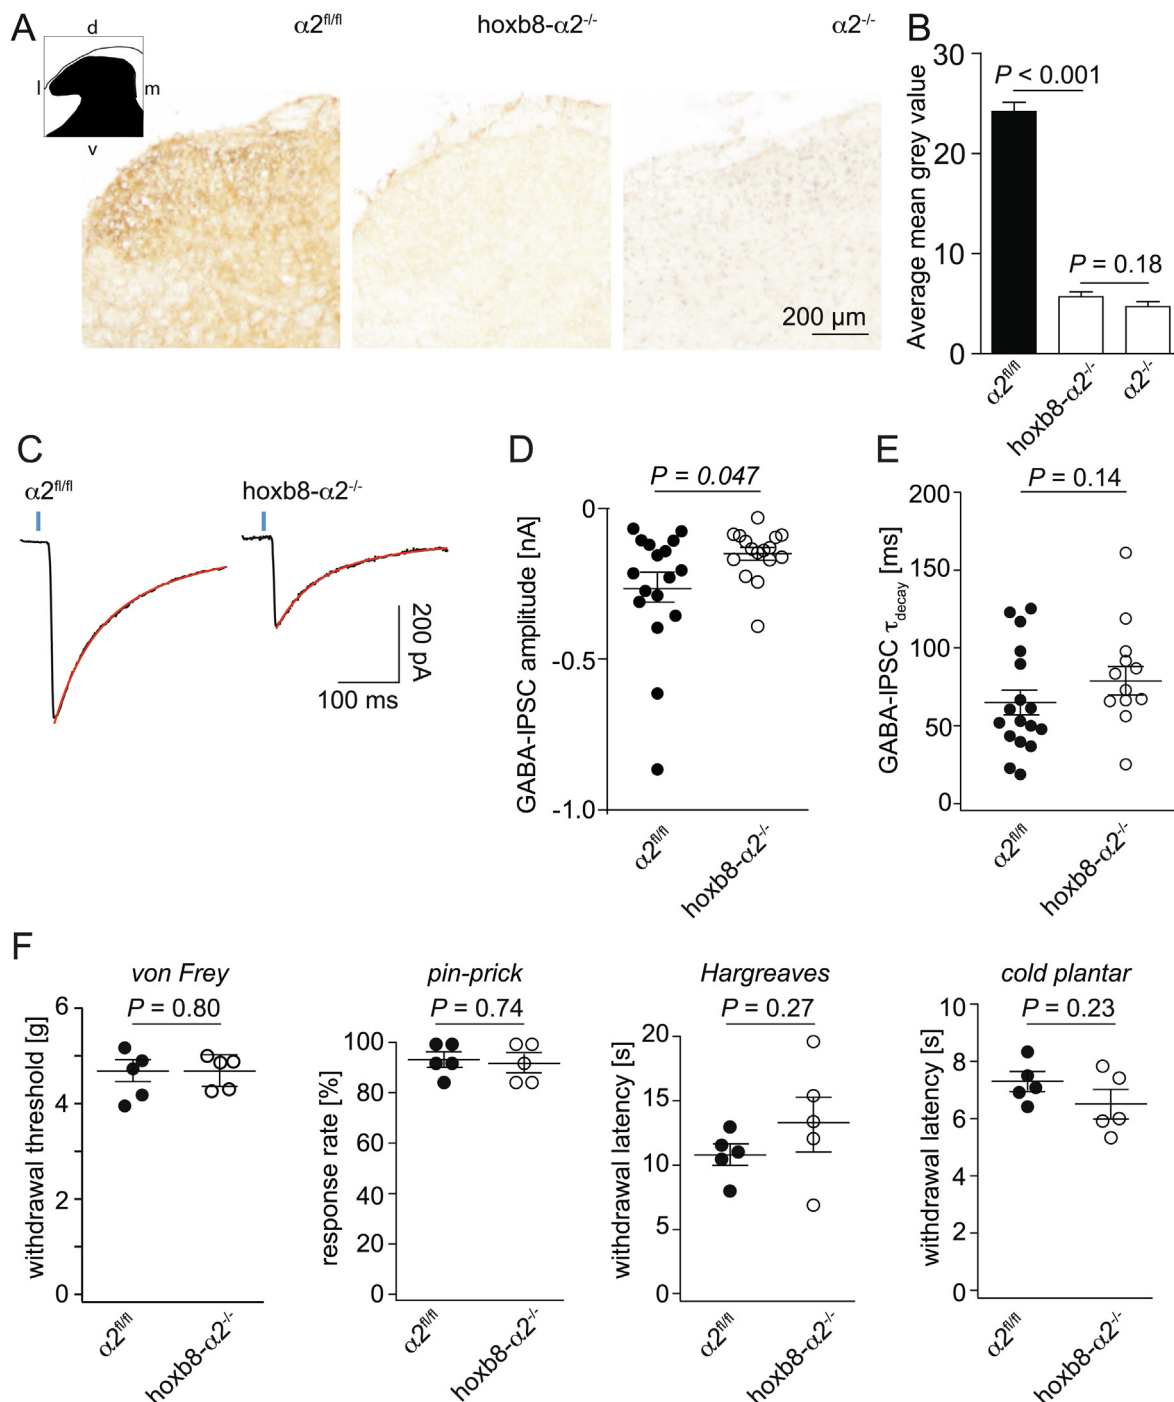 A
d
l
m
v
α2fl/fl
hoxb8-α2-/-
α2-/-
200 µm
B
Average mean grey value
30
20
10
0
P < 0.001
P = 0.18
α2fl/fl
hoxb8-α2-/-
α2-/-
C
α2fl/fl
hoxb8-α2-/-
200 pA
100 ms
D
P = 0.047
GABA-IPSC amplitude [nA]
0
-0.5
-1.0
α2fl/fl
hoxb8-α2-/-
E
P = 0.14
GABA-IPSC τdecay [ms]
200
150
100
50
0
α2fl/fl
hoxb8-α2-/-
F
von Frey
P = 0.80
withdrawal threshold [g]
6
4
2
0
α2fl/fl
hoxb8-α2-/-
pin-prick
P = 0.74
response rate [%]
100
80
60
40
20
0
α2fl/fl
hoxb8-α2-/-
Hargreaves
P = 0.27
withdrawal latency [s]
20
15
10
5
0
α2fl/fl
hoxb8-α2-/-
cold plantar
P = 0.23
withdrawal latency [s]
10
8
6
4
2
0
α2fl/fl
hoxb8-α2-/-